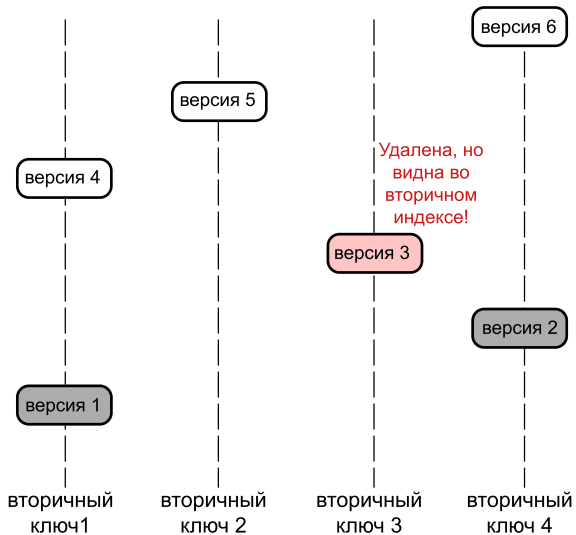 версия 6
версия 5
Удалена, но
видна во
вторичном
индексе!
версия 4
версия 3
версия 2
версия 1
вторичный
ключ1
вторичный
ключ 2
вторичный
ключ 3
вторичный
ключ 4